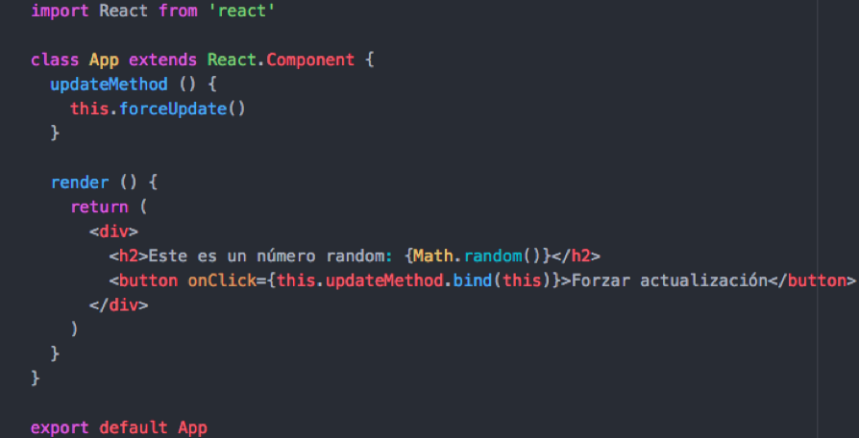 import React from 'react'
class App extends React.Component {
updateMethod () {
this.forceUpdate()
}
render () {
return (
<div>
<h2>Este es un número random: {Math.random()}</h2>
<button onClick={this.updateMethod.bind(this)}>Forzar actualización</button>
</div>
)
}
}
export default App